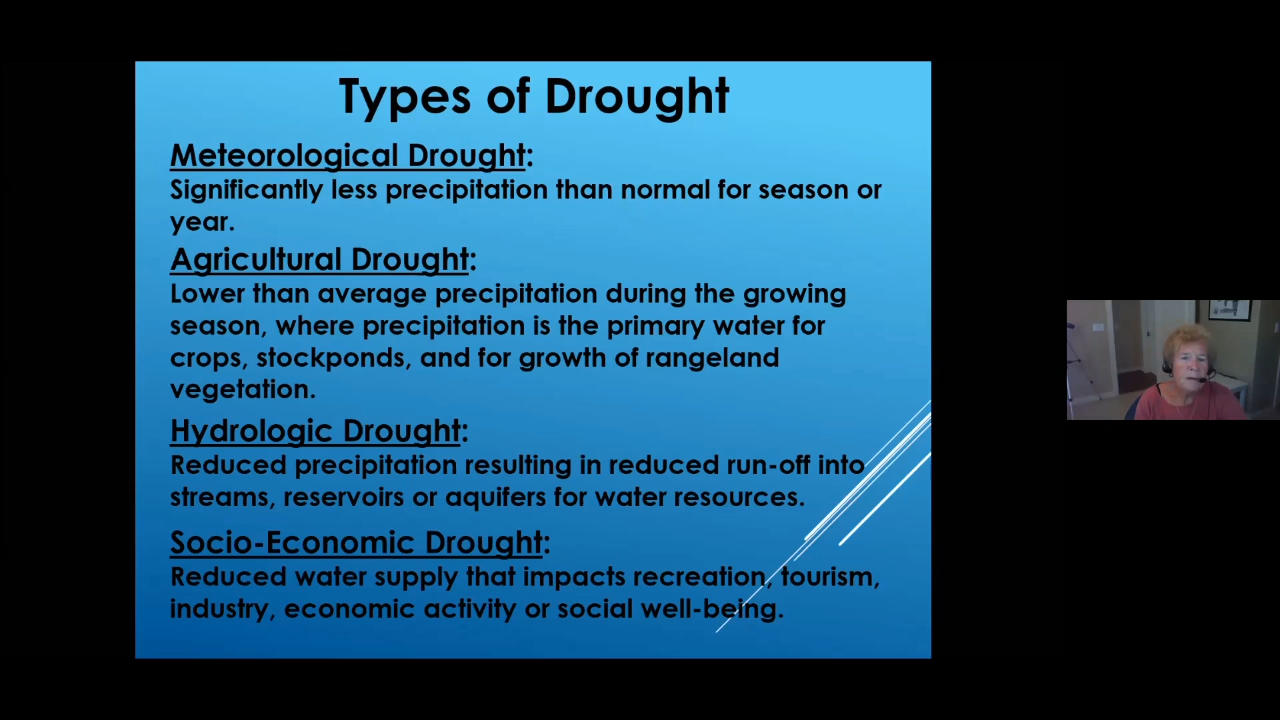 Types of Drought
Meteorological Drought:
Significantly less precipitation than normal for season or
year.
Agricultural Drought:
Lower than average precipitation during the growing
season, where precipitation is the primary water for
crops, stockponds, and for growth of rangeland
vegetation.
Hydrologic Drought:
Reduced precipitation resulting in reduced run-off into
streams, reservoirs or aquifers for water resources.
Socio-Economic Drought:
Reduced water supply that impacts recreation, tourism,
industry, economic activity or social well-being.